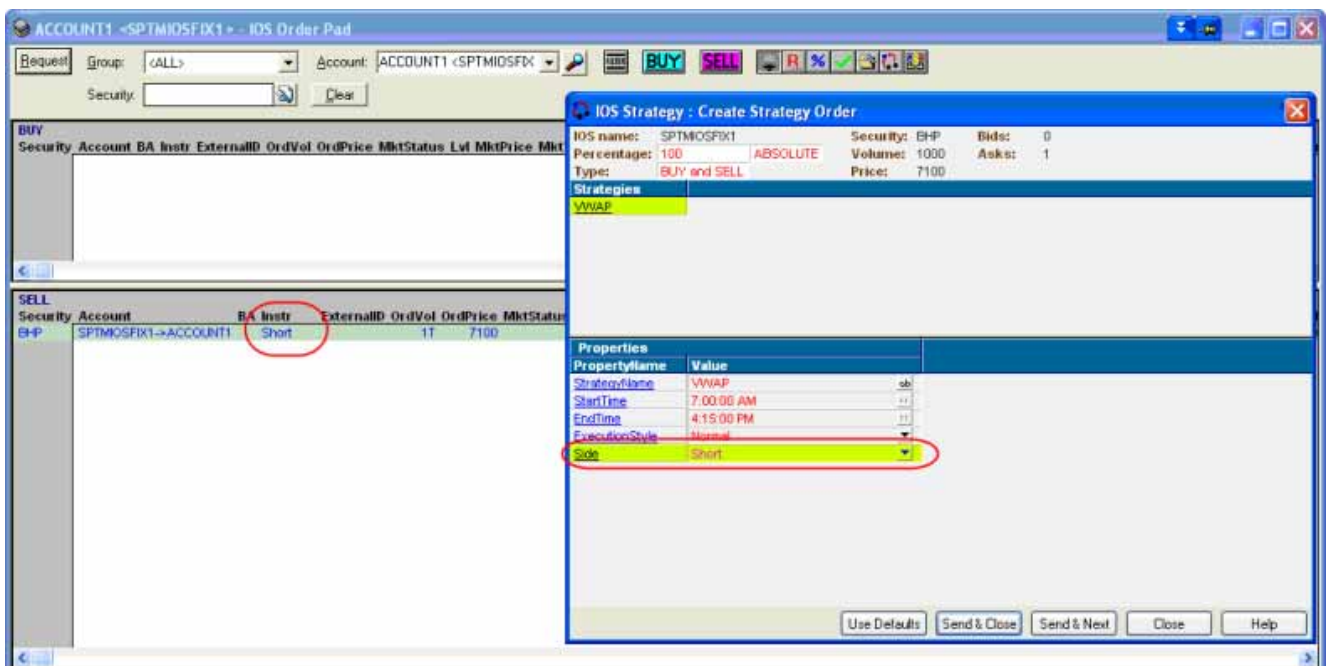 ACCOUNT1 <SPTMIOSFIX1> - IOS Order Pad
Request Group: <ALL> Account: ACCOUNT1 <SPTMIOSFIX BUY SELL R %
Security: Clear
BUY
Security Account BA Instr ExternalID OrdVol OrdPrice MktStatus Lvl MktPrice Mkt
SELL
Security Account BA Instr ExternalID OrdVol OrdPrice MktStatus
BHP SPTMIOSFIX1->ACCOUNT1 Short 1T 7100
IOS Strategy : Create Strategy Order
IOS name: SPTMIOSFIX1 Security: BHP Bids: 0
Percentage: 100 ABSOLUTE Volume: 1000 Asks: 1
Type: BUY and SELL Price: 7100
Strategies
VWAP
Properties
PropertyName Value
StrategyName VWAP ab
StartTime 7:00:00 AM
EndTime 4:15:00 PM
ExecutionStyle Normal
Side Short
Use Defaults Send & Close Send & Next Close Help